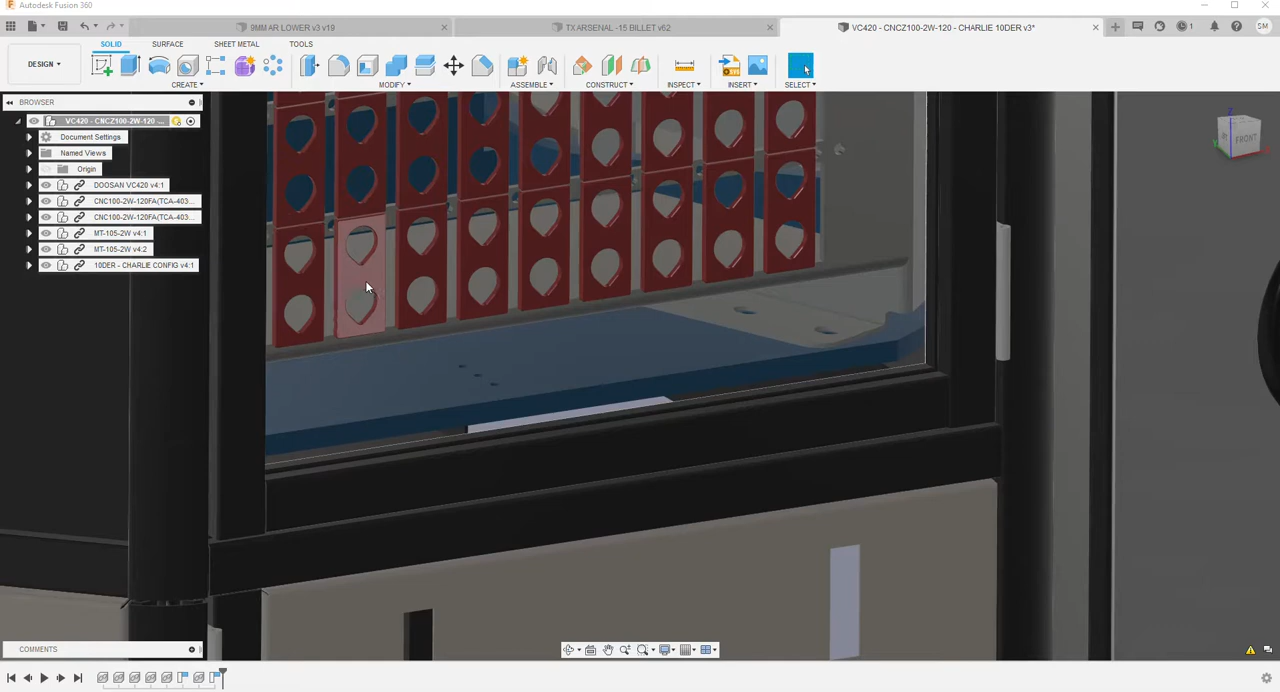 Autodesk Fusion 360
9MM AR LOWER v3 v19
TX ARSENAL -15 BILLET v62
VC420 - CNCZ100-2W-120 - CHARLIE 10DER v3*
1
SM
SOLID
SURFACE
SHEET METAL
TOOLS
DESIGN
CREATE
MODIFY
ASSEMBLE
CONSTRUCT
INSPECT
INSERT
SELECT
BROWSER
VC420 - CNCZ100-2W-120 ...
Document Settings
Named Views
Origin
DOOSAN VC420 v4:1
CNC100-2W-120FA(TCA-403...
CNC100-2W-120FA(TCA-403...
MT-105-2W v4:1
MT-105-2W v4:2
10DER - CHARLIE CONFIG v4:1
Z
FRONT
COMMENTS